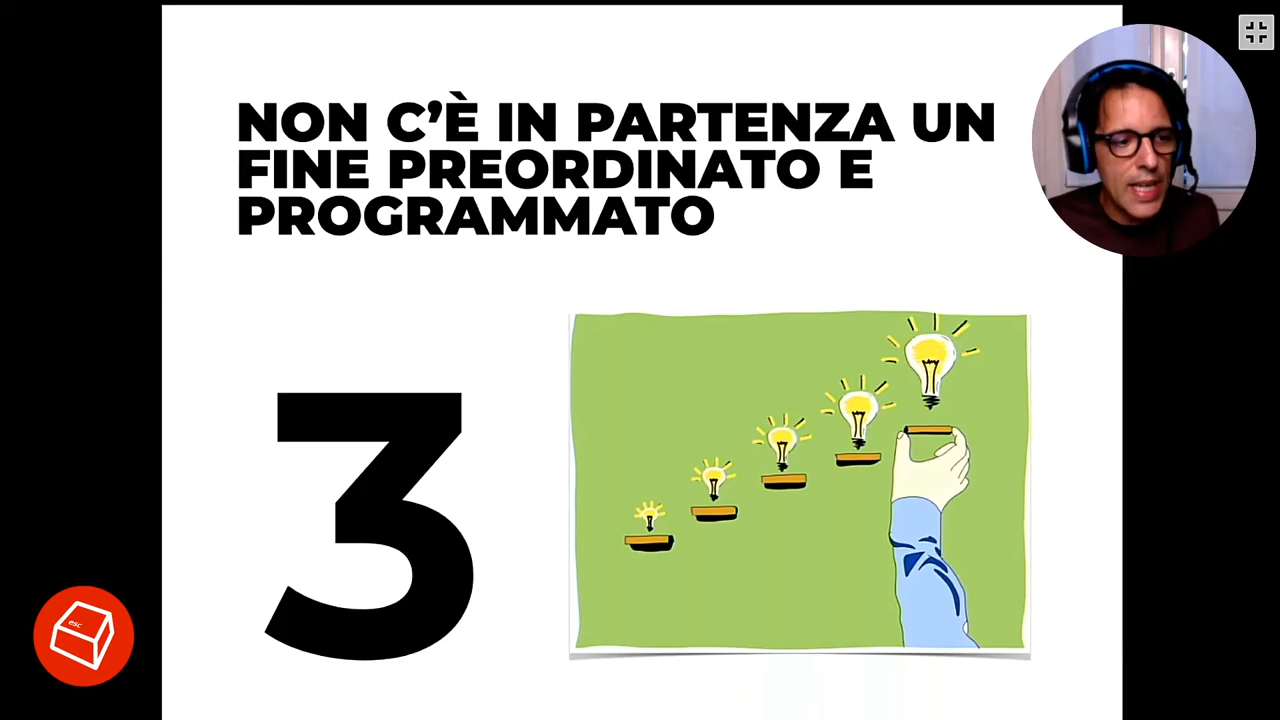 NON C’È IN PARTENZA UN
FINE PREORDINATO E
PROGRAMMATO
3
esc